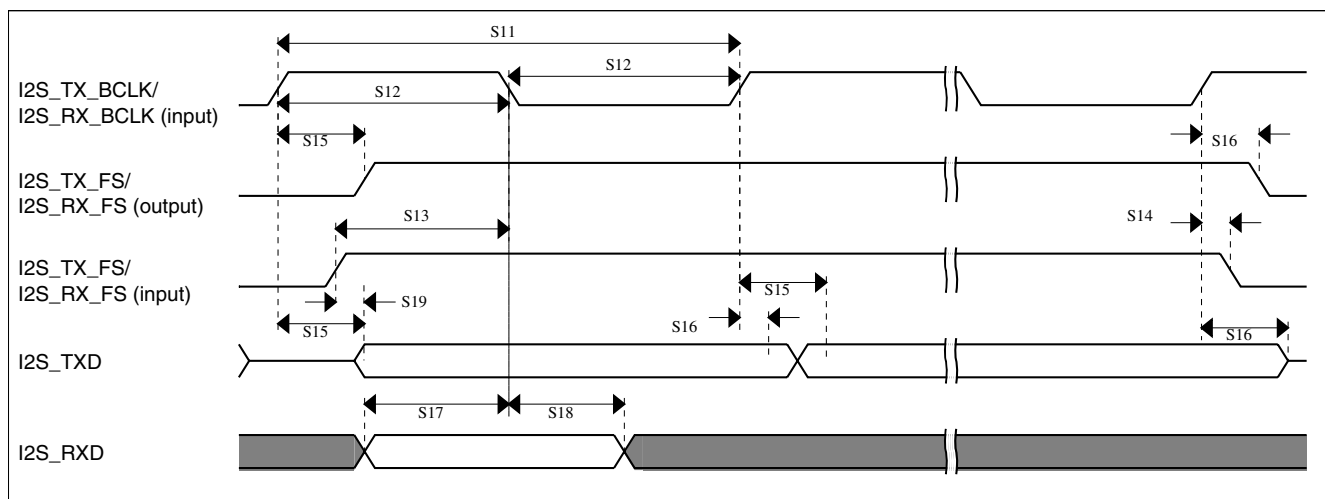 S11
I2S_TX_BCLK/
I2S_RX_BCLK (input)
S12
S12
S15
S16
I2S_TX_FS/
I2S_RX_FS (output)
S13
S14
I2S_TX_FS/
I2S_RX_FS (input)
S19
S15
S15
S16
S16
I2S_TXD
S17
S18
I2S_RXD